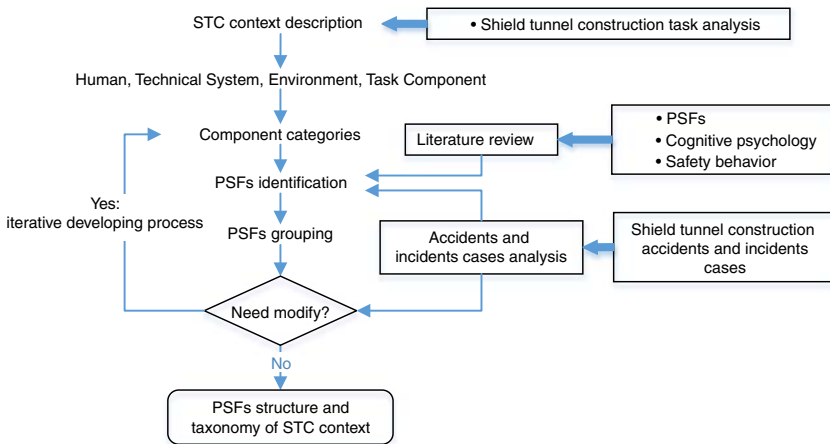 STC context description
• Shield tunnel construction task analysis
Human, Technical System, Environment, Task Component
Component categories
Literature review
• PSFs
• Cognitive psychology
• Safety behavior
PSFs identification
Yes:
iterative developing process
PSFs grouping
Accidents and
incidents cases analysis
Shield tunnel construction
accidents and incidents
cases
Need modify?
No
PSFs structure and
taxonomy of STC context